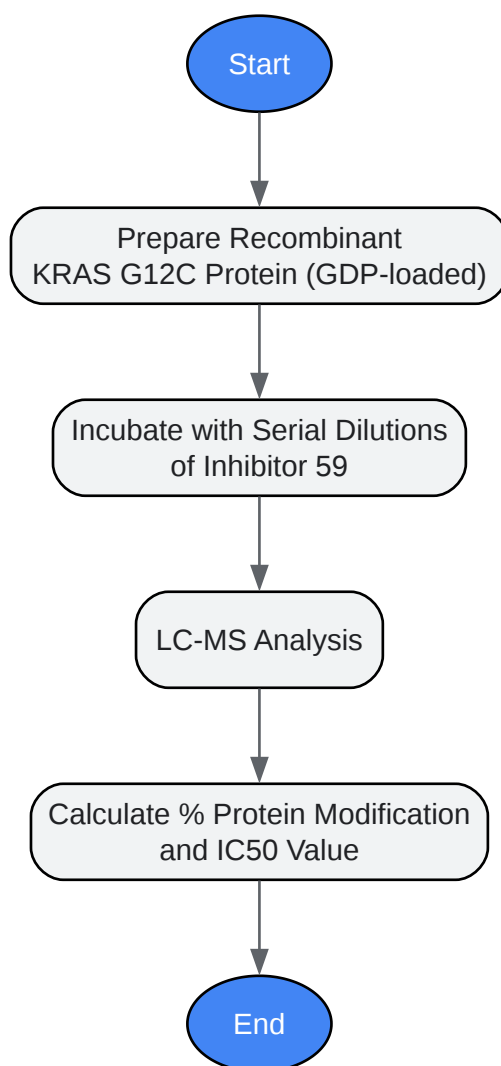 Start
Prepare Recombinant
KRAS G12C Protein (GDP-loaded)
Incubate with Serial Dilutions
of Inhibitor 59
LC-MS Analysis
Calculate % Protein Modification
and IC50 Value
End